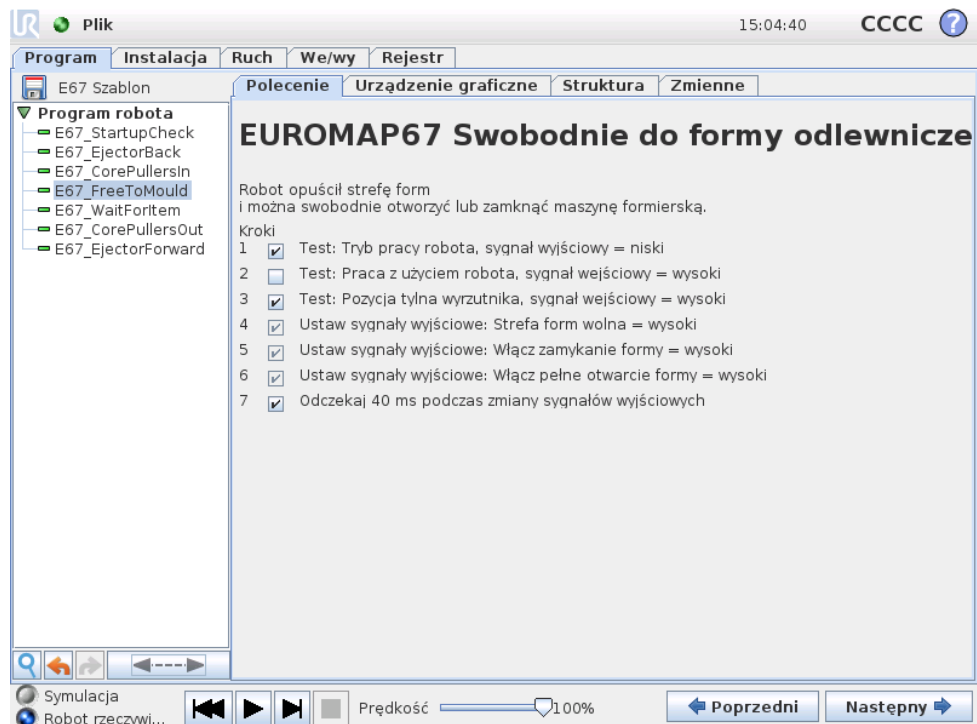 UR Plik 15:04:40 CCCC ?
Program Instalacja Ruch We/wy Rejestr
E67 Szablon
Program robota
E67_StartupCheck
E67_EjectorBack
E67_CorePullersIn
E67_FreeToMould
E67_WaitForItem
E67_CorePullersOut
E67_EjectorForward
Polecenie Urządzenie graficzne Struktura Zmienne
EUROMAP67 Swobodnie do formy odlewnicze
Robot opuścił strefę form
i można swobodnie otworzyć lub zamknąć maszynę formierską.
Kroki
1 Test: Tryb pracy robota, sygnał wyjściowy = niski
2 Test: Praca z użyciem robota, sygnał wejściowy = wysoki
3 Test: Pozycja tylna wyrzutnika, sygnał wejściowy = wysoki
4 Ustaw sygnały wyjściowe: Strefa form wolna = wysoki
5 Ustaw sygnały wyjściowe: Włącz zamykanie formy = wysoki
6 Ustaw sygnały wyjściowe: Włącz pełne otwarcie formy = wysoki
7 Odczekaj 40 ms podczas zmiany sygnałów wyjściowych
Symulacja
Robot rzeczywi...
Prędkość 100%
Poprzedni Następny